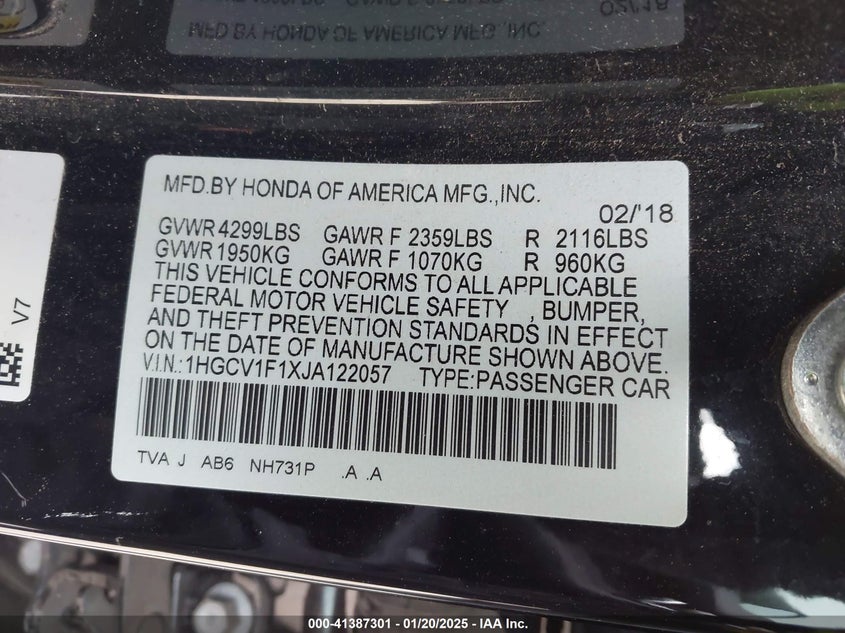 02/'18
MFD BY HONDA OF AMERICA MFG., INC.
MFD.BY HONDA OF AMERICA MFG.,INC.
02/'18
GVWR 4299LBS GAWR F 2359LBS R 2116LBS
GVWR 1950KG GAWR F 1070KG R 960KG
THIS VEHICLE CONFORMS TO ALL APPLICABLE
FEDERAL MOTOR VEHICLE SAFETY , BUMPER,
AND THEFT PREVENTION STANDARDS IN EFFECT
ON THE DATE OF MANUFACTURE SHOWN ABOVE.
V.I.N.:1HGCV1F1XJA122057 TYPE:PASSENGER CAR
TVA J AB6 NH731P .A .A
V7
000-41387301 — 01/20/2025 — IAA Inc.